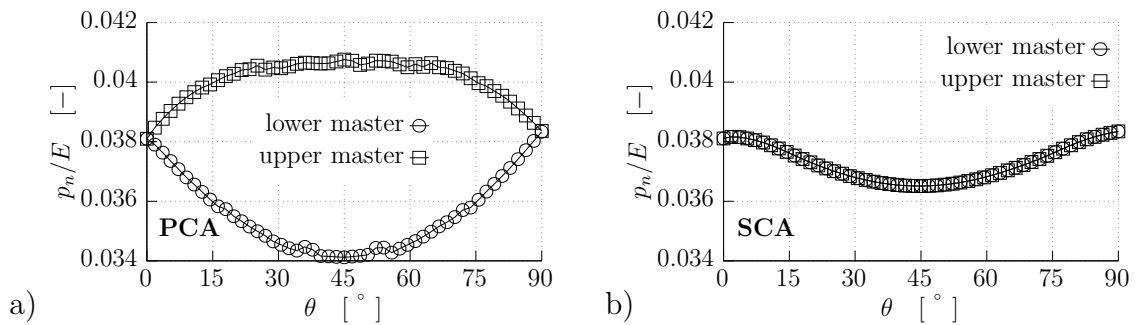 0.042
0.04
0.038
0.036
0.034
p_n/E [−]
lower master
upper master
PCA
0 15 30 45 60 75 90
θ [°]
a)
0.042
0.04
0.038
0.036
0.034
p_n/E [−]
lower master
upper master
SCA
0 15 30 45 60 75 90
θ [°]
b)